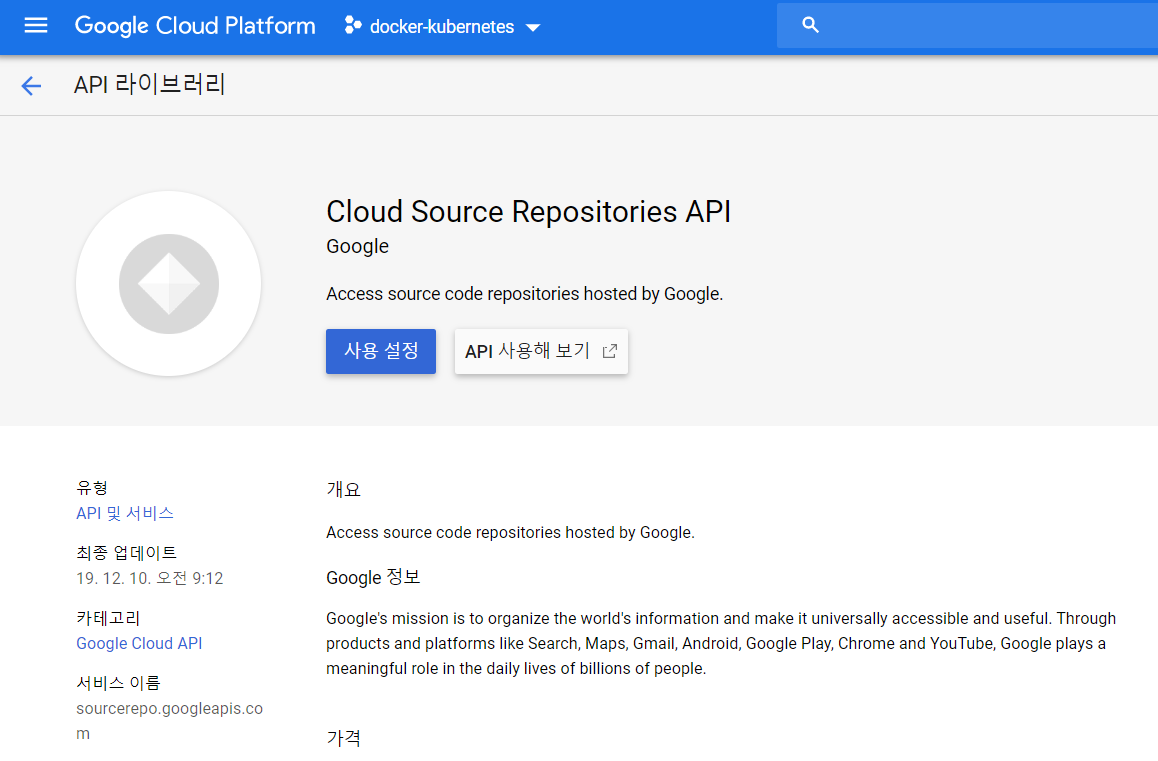 Google Cloud Platform
docker-kubernetes
API 라이브러리
Cloud Source Repositories API
Google
Access source code repositories hosted by Google.
사용 설정
API 사용해 보기
유형
API 및 서비스
최종 업데이트
19. 12. 10. 오전 9:12
카테고리
Google Cloud API
서비스 이름
sourcerepo.googleapis.co
m
개요
Access source code repositories hosted by Google.
Google 정보
Google's mission is to organize the world's information and make it universally accessible and useful. Through
products and platforms like Search, Maps, Gmail, Android, Google Play, Chrome and YouTube, Google plays a
meaningful role in the daily lives of billions of people.
가격